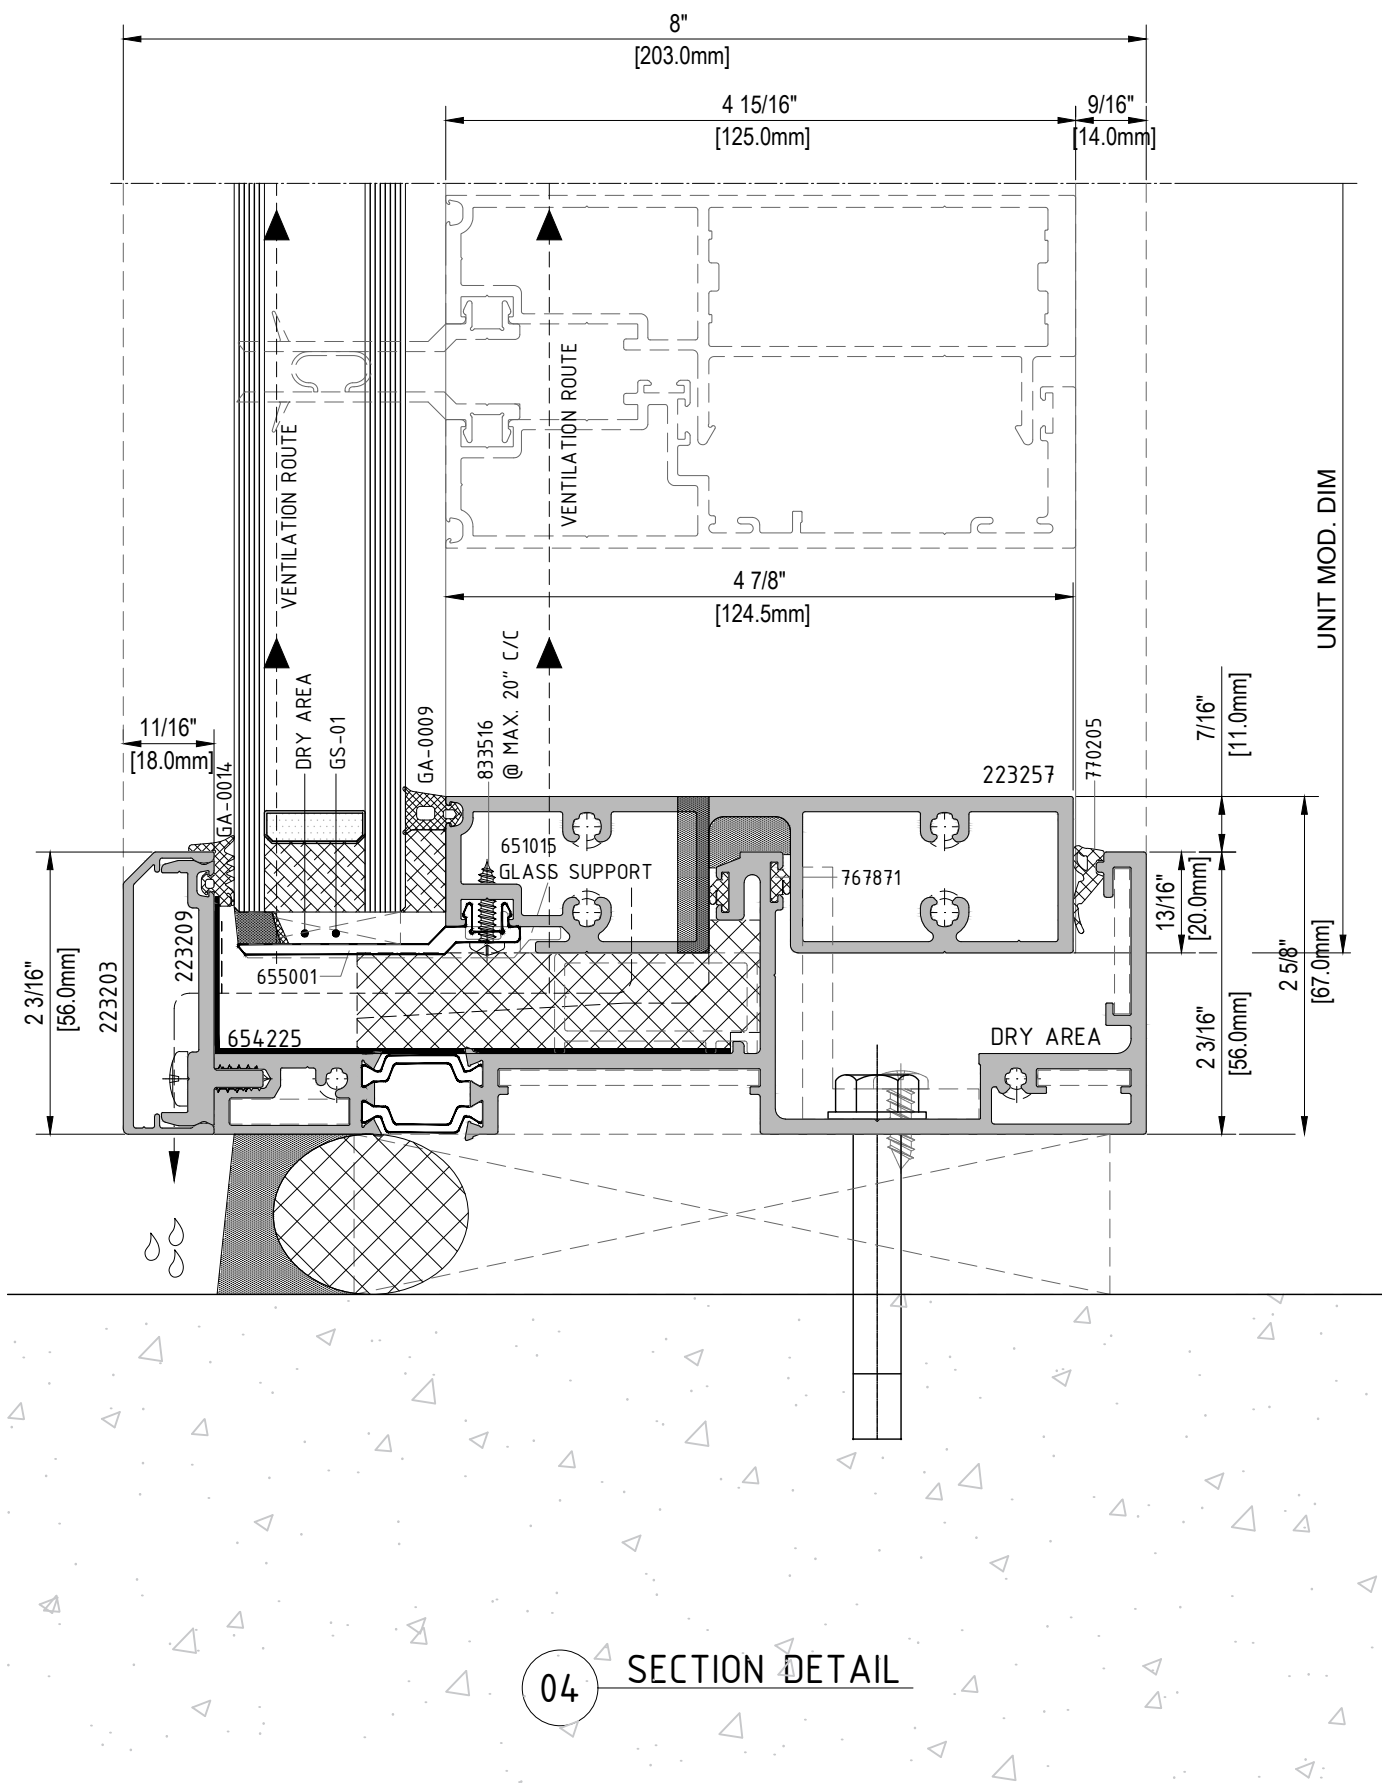 8"
[203.0mm]
4 15/16"
[125.0mm]
9/16"
[14.0mm]
VENTILATION ROUTE
VENTILATION ROUTE
UNIT MOD. DIM
4 7/8"
[124.5mm]
11/16"
[18.0mm]
GA-0014
DRY AREA
GS-01
GA-0009
833516
@ MAX. 20" C/C
223257
770205
7/16"
[11.0mm]
651015
GLASS SUPPORT
767871
13/16"
[20.0mm]
2 3/16"
[56.0mm]
223203
223209
655001
654225
DRY AREA
2 3/16"
[56.0mm]
2 5/8"
[67.0mm]
04
SECTION DETAIL